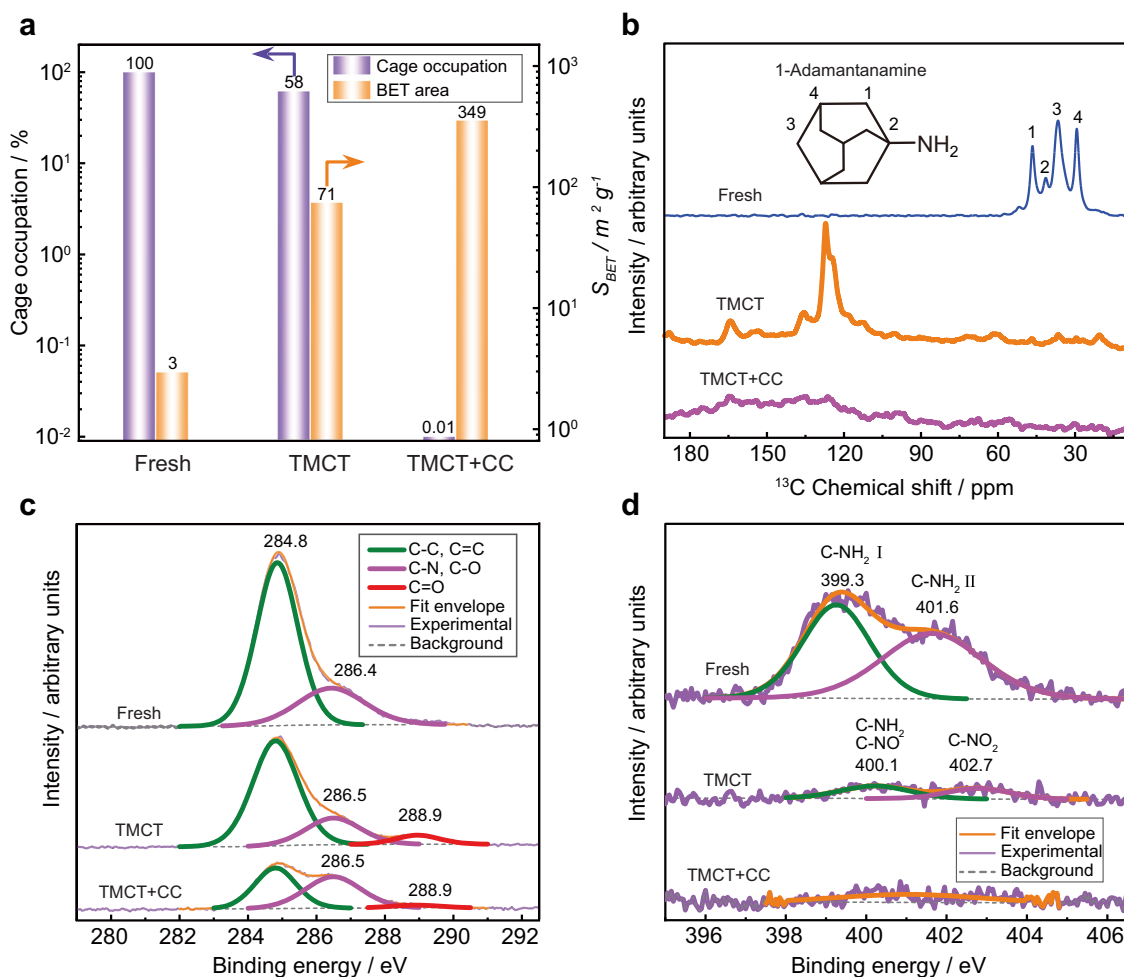 a
Cage occupation / %
10²
10¹
10⁰
10⁻¹
10⁻²
100
3
58
71
0.01
349
Cage occupation
BET area
10³
10²
10¹
10⁰
S_BET / m² g⁻¹
Fresh
TMCT
TMCT+CC
b
Intensity / arbitrary units
1-Adamantanamine
4
1
3
2
NH₂
1
2
3
4
Fresh
TMCT
TMCT+CC
180
150
120
90
60
30
¹³C Chemical shift / ppm
c
Intensity / arbitrary units
284.8
286.4
Fresh
C-C, C=C
C-N, C-O
C=O
Fit envelope
Experimental
Background
286.5
288.9
TMCT
286.5
288.9
TMCT+CC
280
282
284
286
288
290
292
Binding energy / eV
d
Intensity / arbitrary units
C-NH₂ I
399.3
C-NH₂ II
401.6
Fresh
C-NH₂
C-NO
400.1
C-NO₂
402.7
TMCT
Fit envelope
Experimental
Background
TMCT+CC
396
398
400
402
404
406
Binding energy / eV